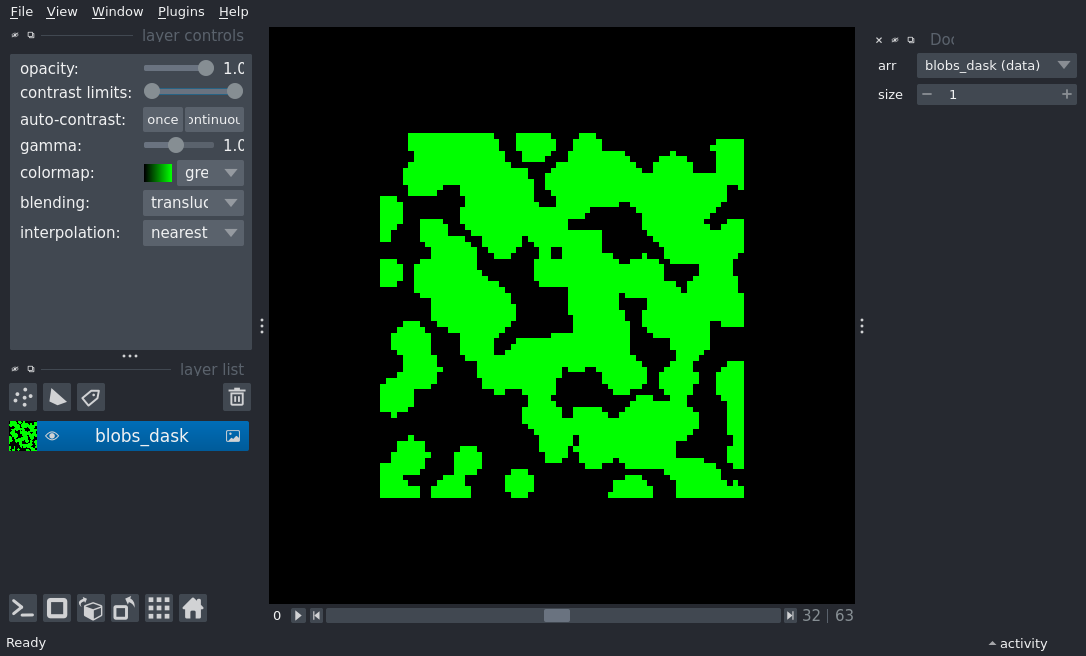 File View Window Plugins Help
layer controls
opacity: 1.0
contrast limits:
auto-contrast: once ontinuou
gamma: 1.0
colormap: gre
blending: transluc
interpolation: nearest
layer list
blobs_dask
0 32 | 63
Ready
Doc
arr blobs_dask (data)
size 1
activity